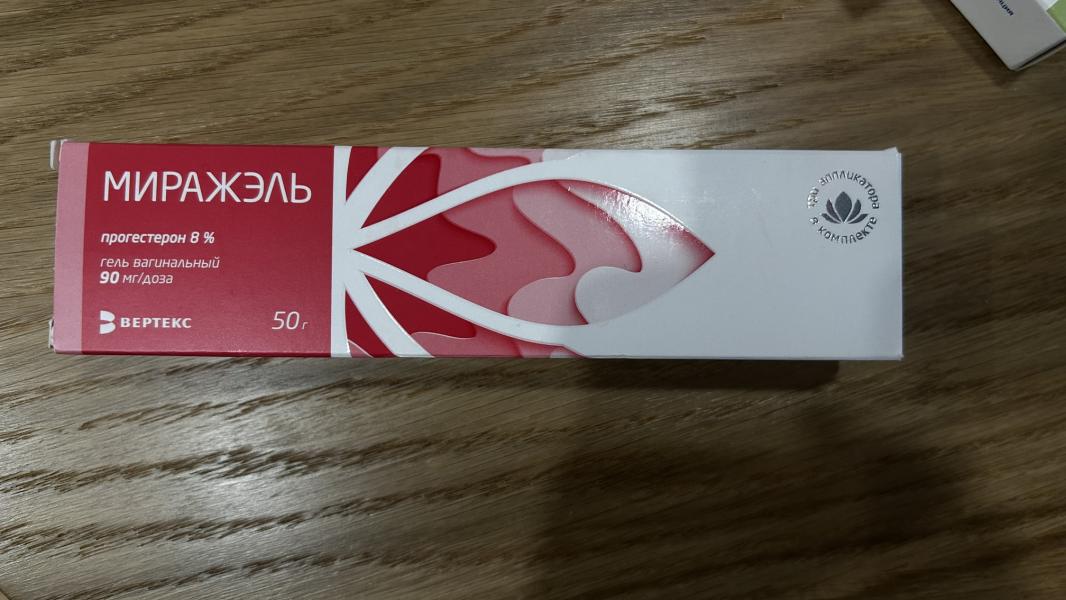 МИРАЖЭЛЬ
прогестерон 8 %
гель вагинальный
90 мг/доза
ВЕРТЕКС
50 г
три аппликатора
в комплекте